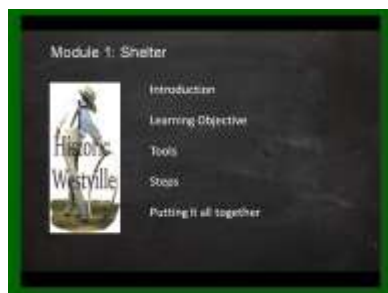 Module 1: Shelter
Introduction
Learning Objective
Tools
Steps
Putting it all together
Historic
Westville